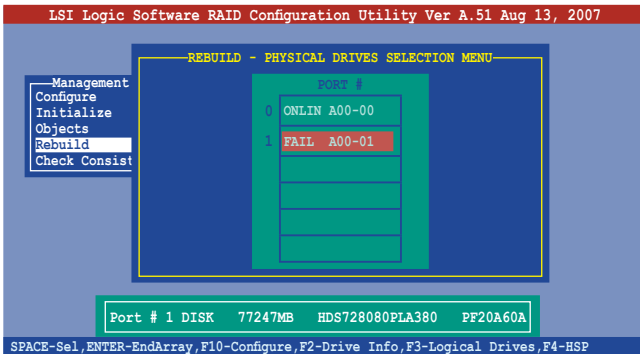 LSI Logic Software RAID Configuration Utility Ver A.51 Aug 13, 2007
REBUILD - PHYSICAL DRIVES SELECTION MENU
Management
Configure
Initialize
Objects
Rebuild
Check Consist
PORT #
0 ONLIN A00-00
1 FAIL A00-01
Port # 1 DISK 77247MB HDS728080PLA380 PF20A60A
SPACE-Sel,ENTER-EndArray,F10-Configure,F2-Drive Info,F3-Logical Drives,F4-HSP